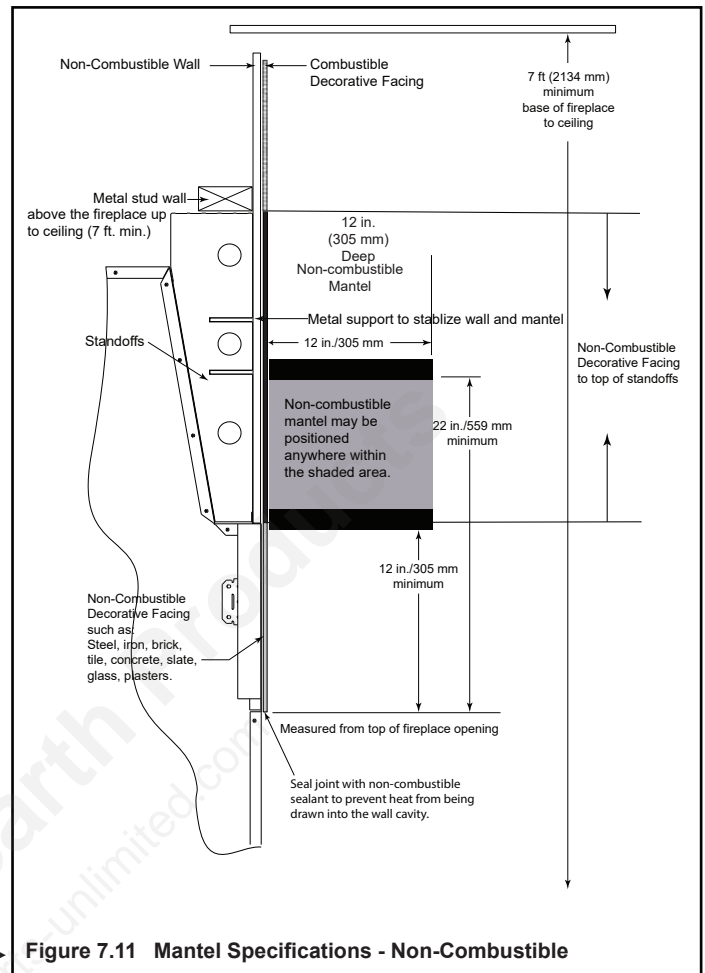 Non-Combustible Wall
Combustible
Decorative Facing
7 ft (2134 mm)
minimum
base of fireplace
to ceiling
Metal stud wall
above the fireplace up
to ceiling (7 ft. min.)
12 in.
(305 mm)
Deep
Non-combustible
Mantel
Metal support to stablize wall and mantel
Standoffs
12 in./305 mm
Non-Combustible
Decorative Facing
to top of standoffs
Non-combustible
mantel may be
positioned
anywhere within
the shaded area.
22 in./559 mm
minimum
12 in./305 mm
minimum
Non-Combustible
Decorative Facing
such as:
Steel, iron, brick,
tile, concrete, slate,
glass, plasters.
Measured from top of fireplace opening
Seal joint with non-combustible
sealant to prevent heat from being
drawn into the wall cavity.
arth Products
ts-unlimited.com
Figure 7.11 Mantel Specifications - Non-Combustible